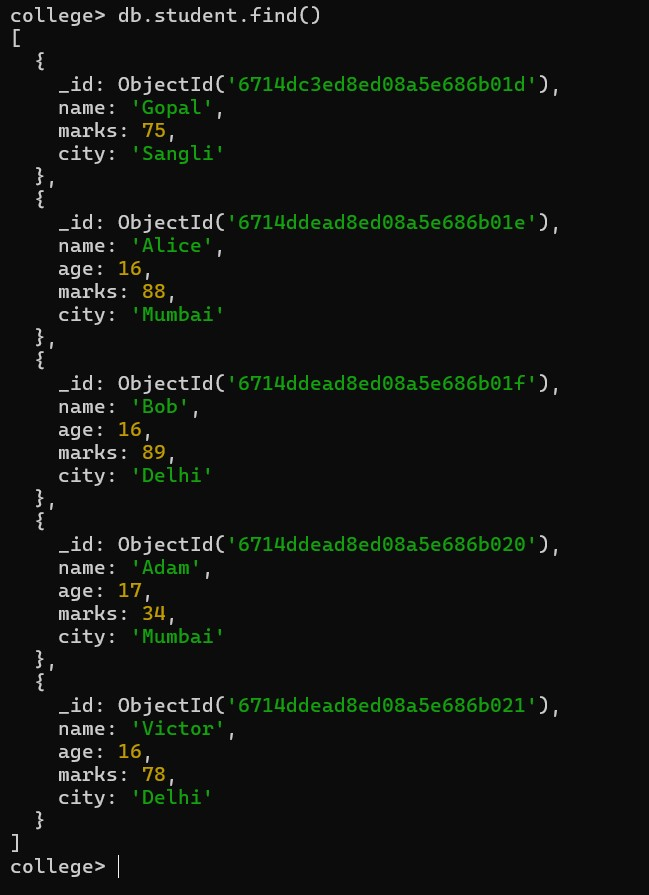 college> db.student.find()
[
  {
    _id: ObjectId('6714dc3ed8ed08a5e686b01d'),
    name: 'Gopal',
    marks: 75,
    city: 'Sangli'
  },
  {
    _id: ObjectId('6714ddead8ed08a5e686b01e'),
    name: 'Alice',
    age: 16,
    marks: 88,
    city: 'Mumbai'
  },
  {
    _id: ObjectId('6714ddead8ed08a5e686b01f'),
    name: 'Bob',
    age: 16,
    marks: 89,
    city: 'Delhi'
  },
  {
    _id: ObjectId('6714ddead8ed08a5e686b020'),
    name: 'Adam',
    age: 17,
    marks: 34,
    city: 'Mumbai'
  },
  {
    _id: ObjectId('6714ddead8ed08a5e686b021'),
    name: 'Victor',
    age: 16,
    marks: 78,
    city: 'Delhi'
  }
]
college>